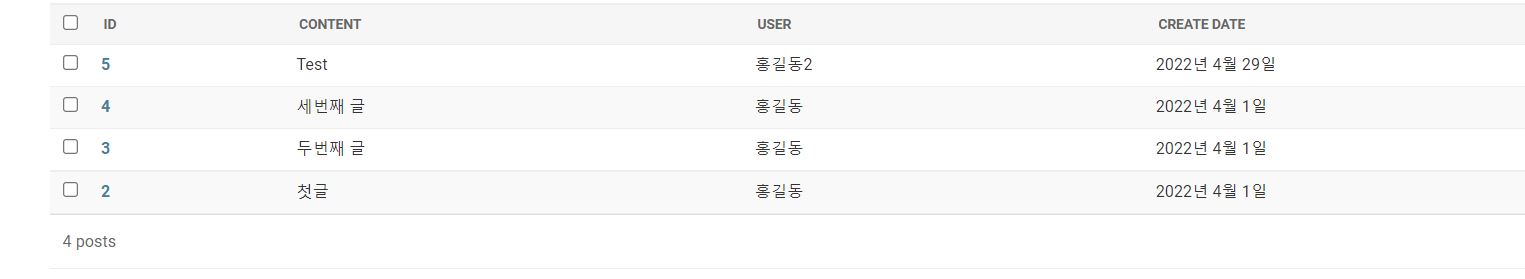 ID CONTENT USER CREATE DATE
5 Test 홍길동2 2022년 4월 29일
4 세번째 글 홍길동 2022년 4월 1일
3 두번째 글 홍길동 2022년 4월 1일
2 첫글 홍길동 2022년 4월 1일
4 posts